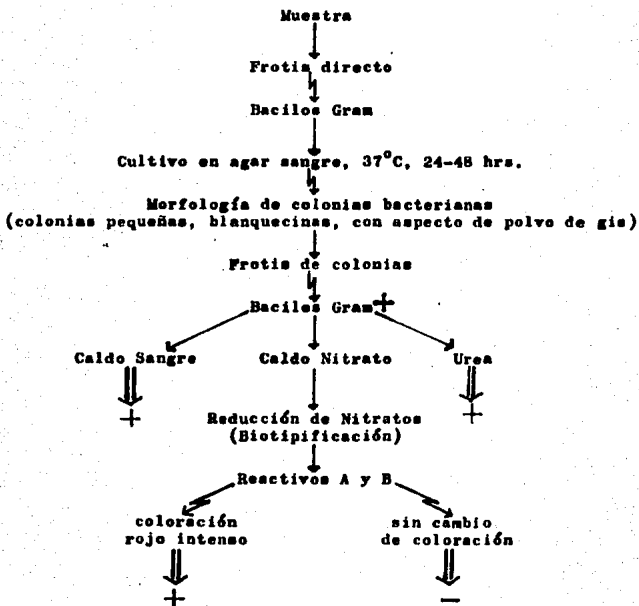 Muestra
Frotis directo
Bacilos Gram
Cultivo en agar sangre, 37°C, 24-48 hrs.
Morfología de colonias bacterianas
(colonias pequeñas, blanquecinas, con aspecto de polvo de gis)
Frotis de colonias
Bacilos Gram+
Caldo Sangre Caldo Nitrato Urea
+ +
Reducción de Nitratos
(Biotipificación)
Reactivos A y B
coloración sin cambio
rojo intenso de coloración
+ −